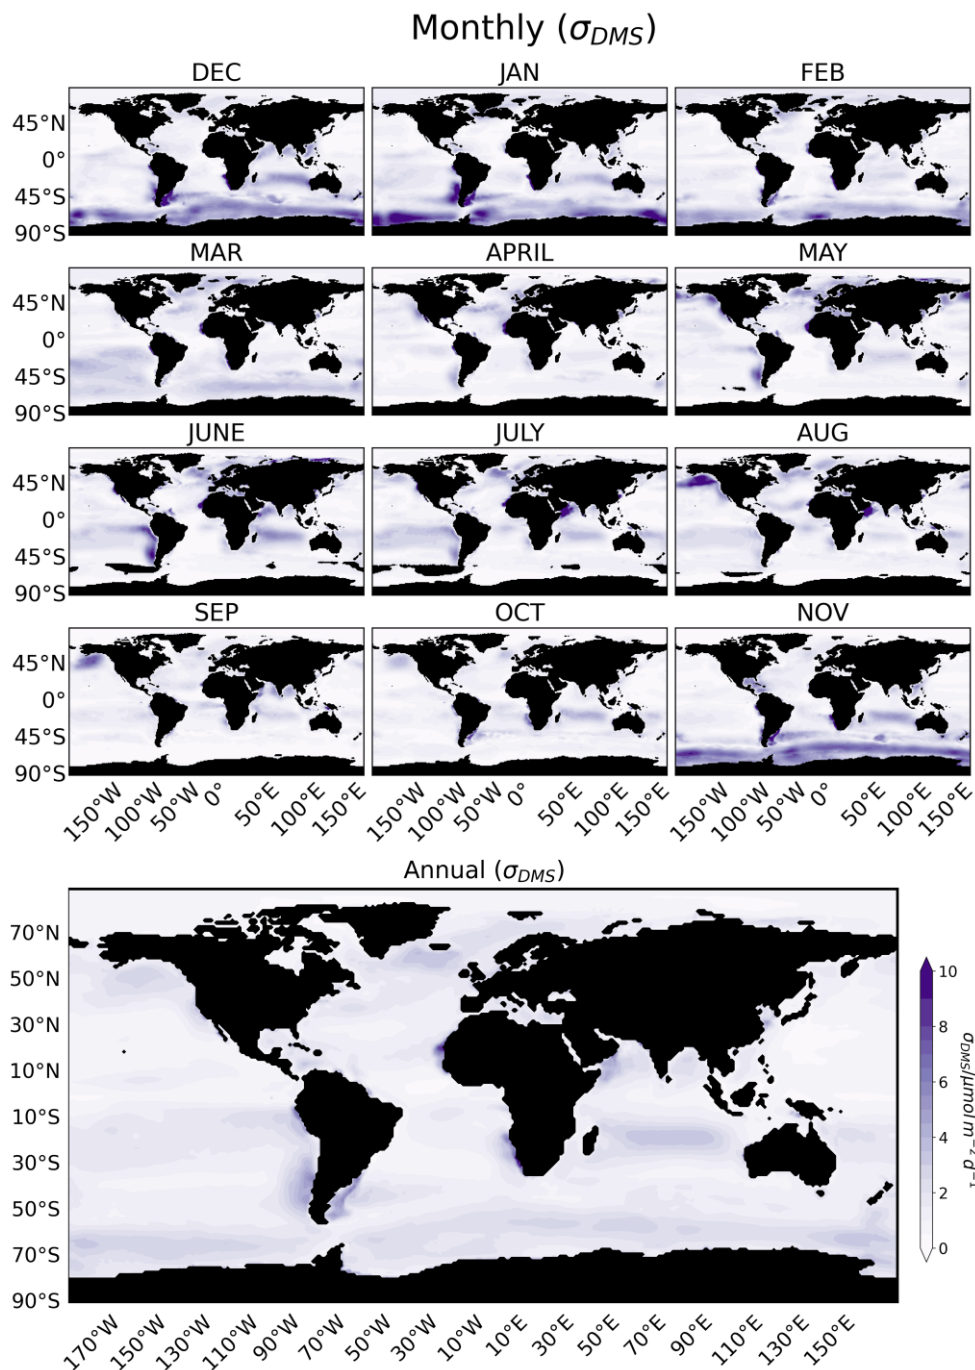 Monthly (σDMS)
DEC JAN FEB
45°N
0°
45°S
90°S
MAR APRIL MAY
45°N
0°
45°S
90°S
JUNE JULY AUG
45°N
0°
45°S
90°S
SEP OCT NOV
45°N
0°
45°S
90°S
150°W 100°W 50°W 0° 50°E 100°E 150°E 150°W 100°W 50°W 0° 50°E 100°E 150°E 150°W 100°W 50°W 0° 50°E 100°E 150°E
Annual (σDMS)
70°N
50°N
30°N
10°N
10°S
30°S
50°S
70°S
90°S
170°W 150°W 130°W 110°W 90°W 70°W 50°W 30°W 10°W 10°E 30°E 50°E 70°E 90°E 110°E 130°E 150°E
10
8
6
4
2
0
σDMS/μmol m⁻² d⁻¹